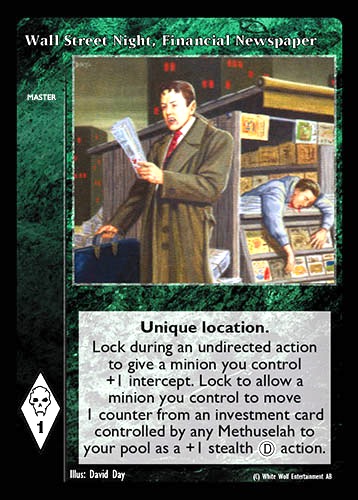 Wall Street Night, Financial Newspaper
MASTER
Unique location.
Lock during an undirected action
to give a minion you control
+1 intercept. Lock to allow a
minion you control to move
1 counter from an investment card
controlled by any Methuselah to
your pool as a +1 stealth Ⓓ action.
1
Illus: David Day
(C) White Wolf Entertainment AB